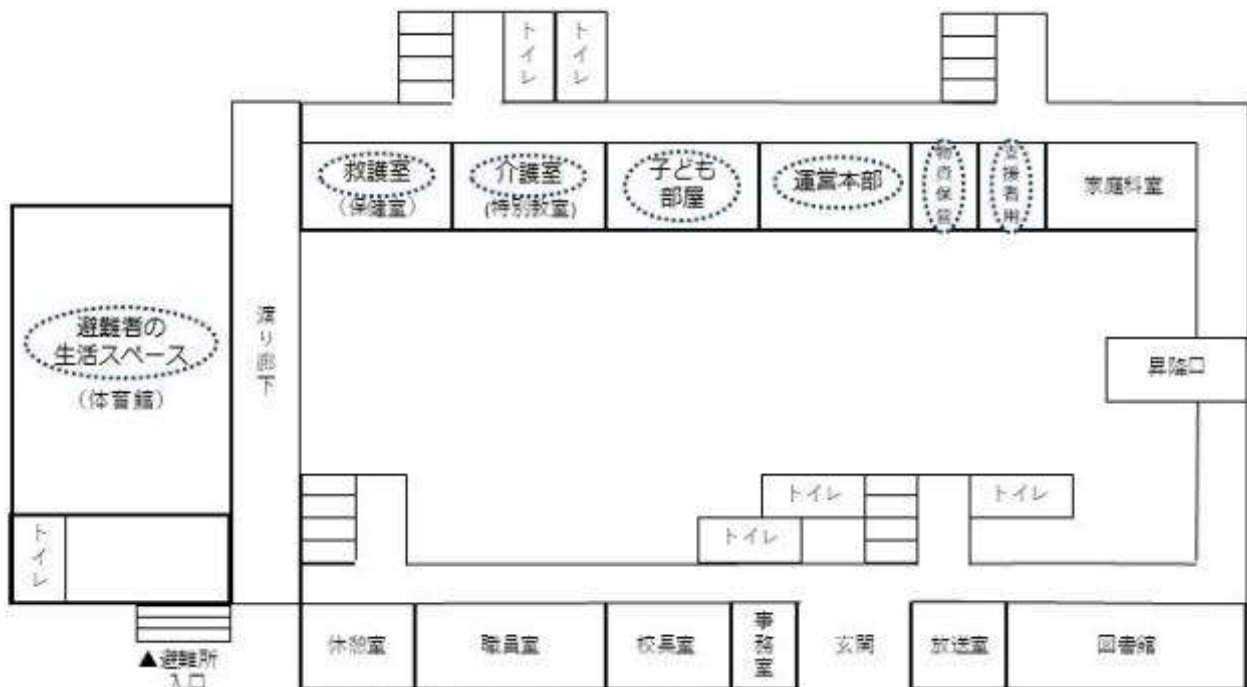 トイレ
トイレ
救護室
（保健室）
介護室
(特別教室)
子ども
部屋
運営本部
物資保管
支援者用
家庭科室
避難者の
生活スペース
（体育館）
渡り廊下
昇降口
トイレ
トイレ
トイレ
トイレ
▲避難所
入口
休憩室
職員室
校長室
事務室
玄関
放送室
図書館